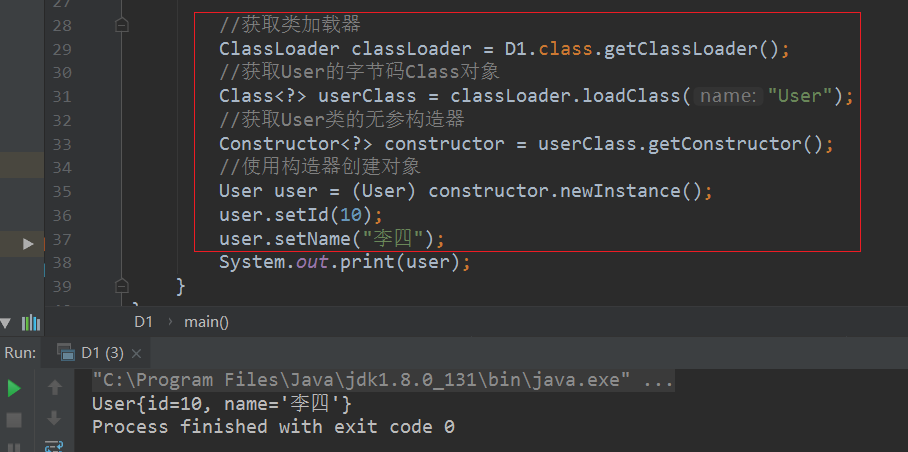 27
28 //获取类加载器
29 ClassLoader classLoader = D1.class.getClassLoader();
30 //获取User的字节码Class对象
31 Class<?> userClass = classLoader.loadClass( name: "User");
32 //获取User类的无参构造器
33 Constructor<?> constructor = userClass.getConstructor();
34 //使用构造器创建对象
35 User user = (User) constructor.newInstance();
36 user.setId(10);
37 user.setName("李四");
38 System.out.print(user);
39 }
D1 › main()
Run: D1 (3) ×
"C:\Program Files\Java\jdk1.8.0_131\bin\java.exe" ...
User{id=10, name='李四'}
Process finished with exit code 0